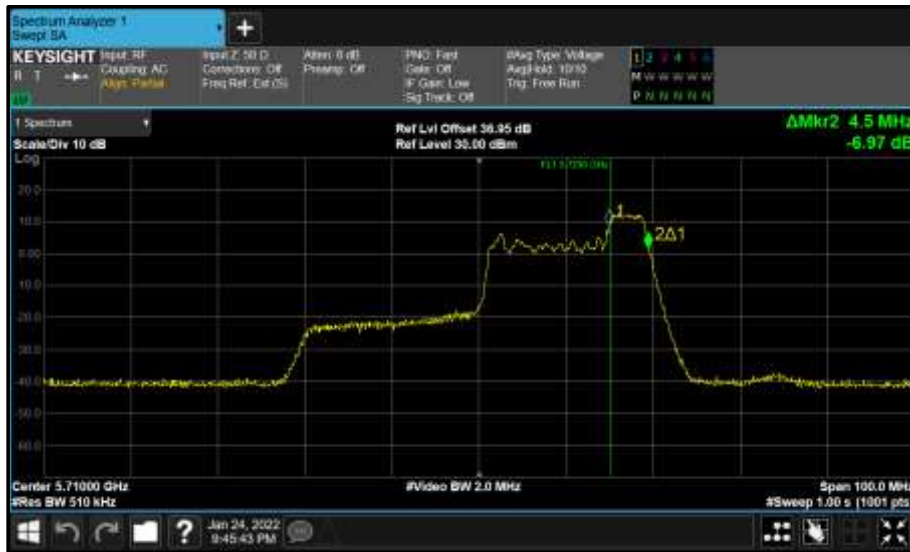 Spectrum Analyzer 1
Swept SA
+
KEYSIGHT
R T
Input: RF
Coupling: AC
Align: Partial
Input Z: 50 Ω
Corrections: Off
Freq Ref: Ext (S)
Atten: 6 dB
Preamp: Off
PNO: Fast
Gate: Off
IF Gain: Low
Sig Track: Off
#Avg Type: Voltage
Avg|Hold: 10/10
Trig: Free Run
1 2 3 4 5 6
M W W W W W
P N N N N N
1 Spectrum
Scale/Div 10 dB
Ref Lvl Offset 36.95 dB
Ref Level 30.00 dBm
ΔMkr2 4.5 MHz
-6.97 dB
Log
20.0
10.0
0.00
-10.0
-20.0
-30.0
-40.0
-50.0
-60.0
1
2Δ1
Center 5.71000 GHz
#Res BW 510 kHz
#Video BW 2.0 MHz
Span 100.0 MHz
#Sweep 1.00 s (1001 pts
?
Jan 24, 2022
9:45:43 PM